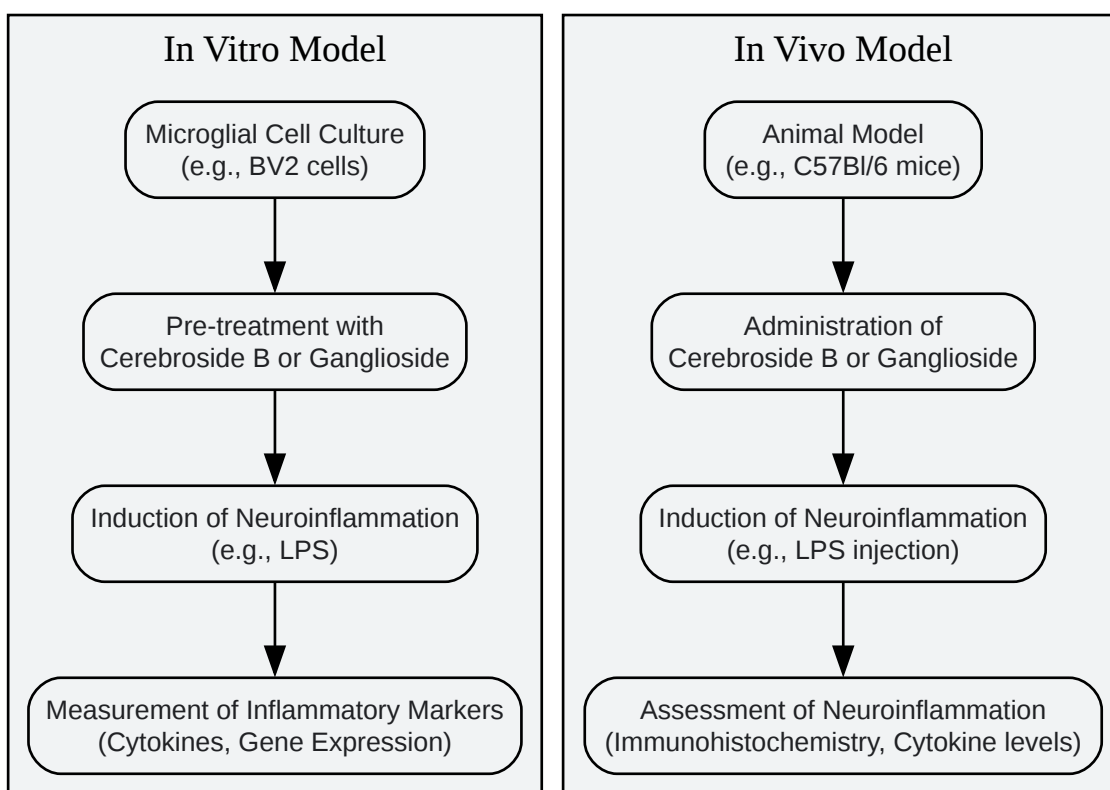 In Vitro Model
Microglial Cell Culture
(e.g., BV2 cells)
Pre-treatment with
Cerebroside B or Ganglioside
Induction of Neuroinflammation
(e.g., LPS)
Measurement of Inflammatory Markers
(Cytokines, Gene Expression)
In Vivo Model
Animal Model
(e.g., C57Bl/6 mice)
Administration of
Cerebroside B or Ganglioside
Induction of Neuroinflammation
(e.g., LPS injection)
Assessment of Neuroinflammation
(Immunohistochemistry, Cytokine levels)